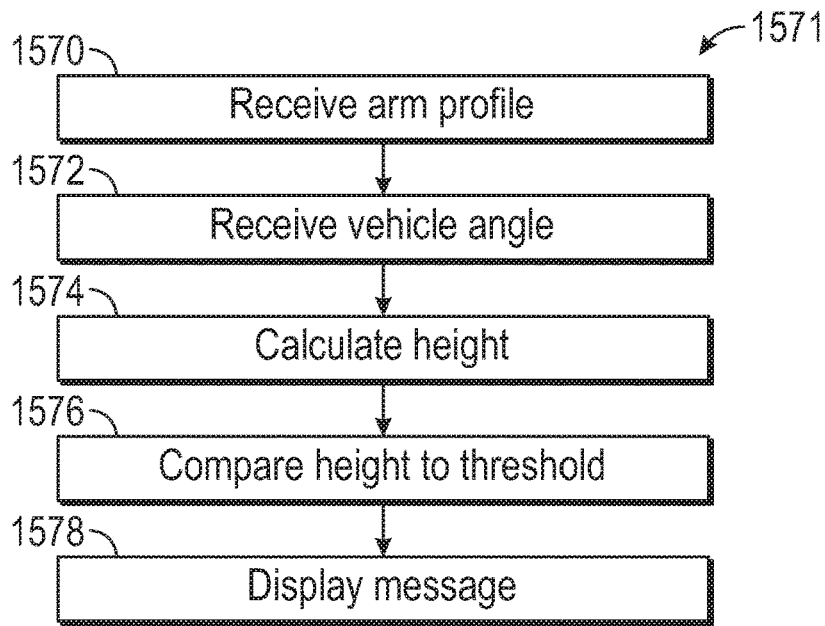 1571
1570
Receive arm profile
1572
Receive vehicle angle
1574
Calculate height
1576
Compare height to threshold
1578
Display message